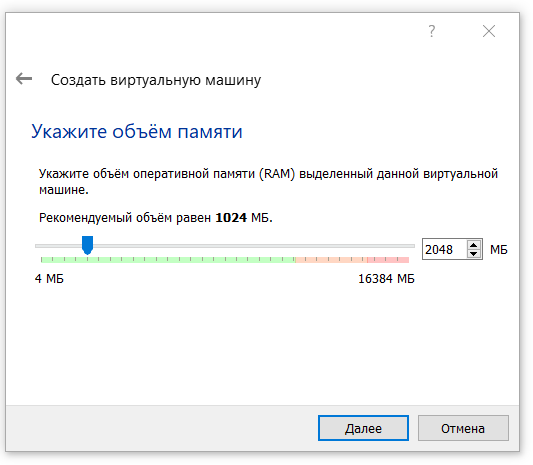 ?
Создать виртуальную машину
Укажите объём памяти
Укажите объём оперативной памяти (RAM) выделенный данной виртуальной
машине.
Рекомендуемый объём равен 1024 МБ.
2048 МБ
4 МБ 16384 МБ
Далее Отмена